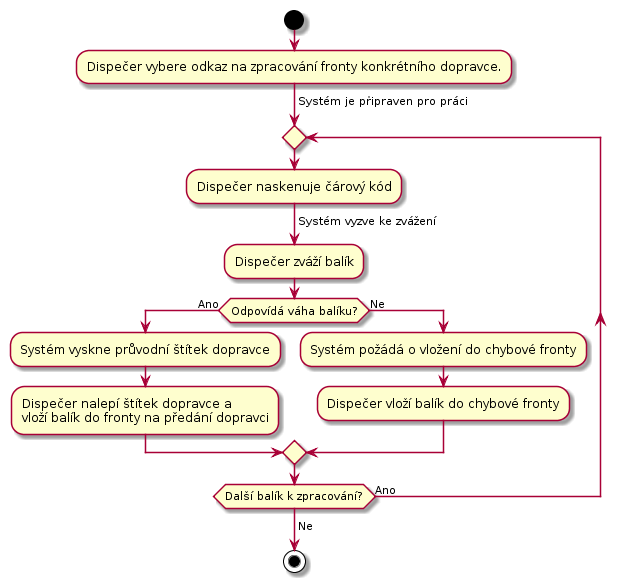 Dispečer vybere odkaz na zpracování fronty konkrétního dopravce.
Systém je připraven pro práci
Dispečer naskenuje čárový kód
Systém vyzve ke zvážení
Dispečer zváží balík
Ano
Odpovídá váha balíku?
Ne
Systém vyskne průvodní štítek dopravce
Systém požádá o vložení do chybové fronty
Dispečer nalepí štítek dopravce a
vloží balík do fronty na předání dopravci
Dispečer vloží balík do chybové fronty
Další balík k zpracování?
Ano
Ne